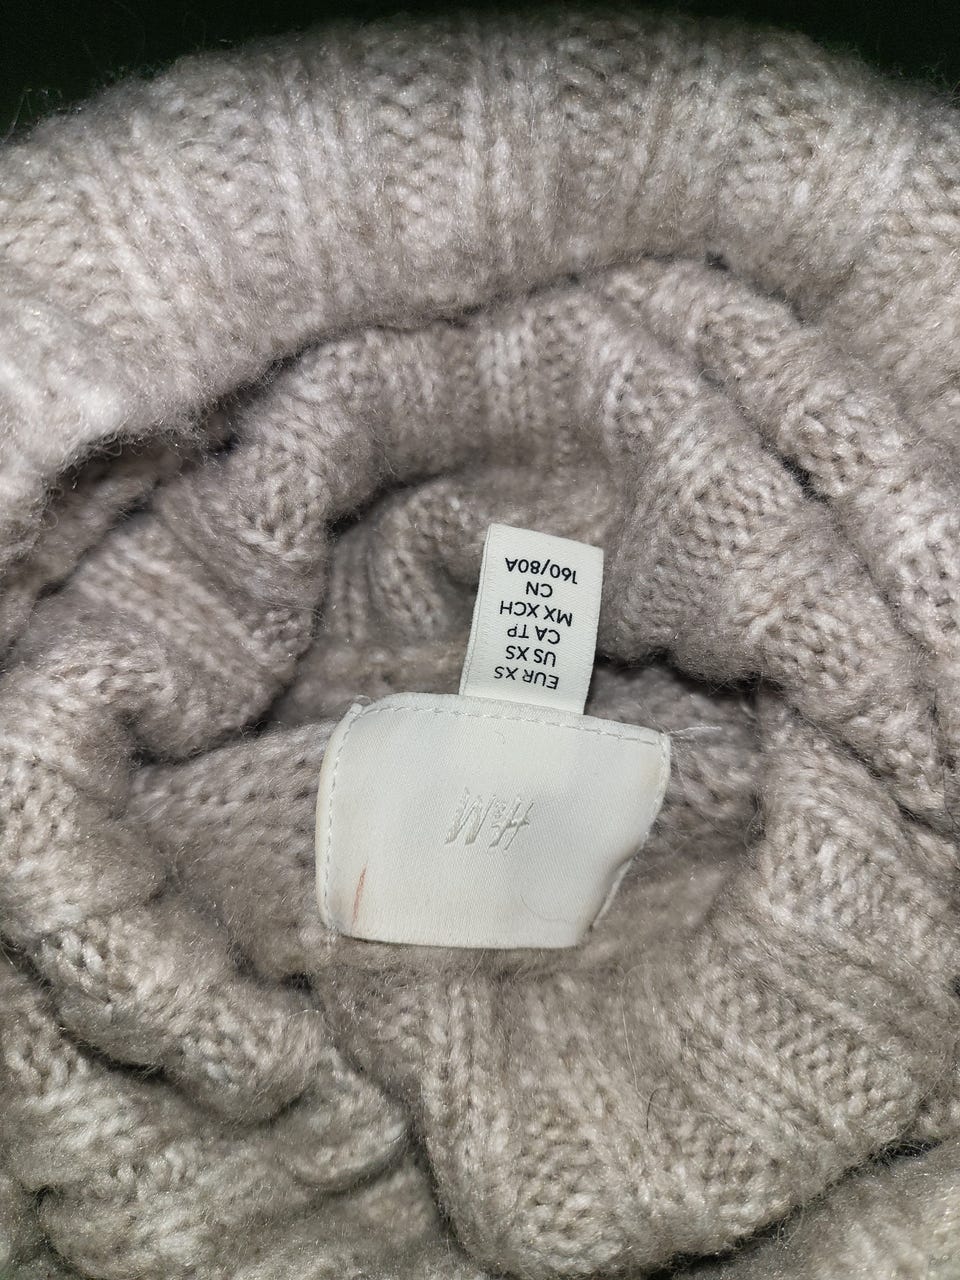 H&M
EUR XS
US XS
CA TP
MX XCH
CN
160/80A